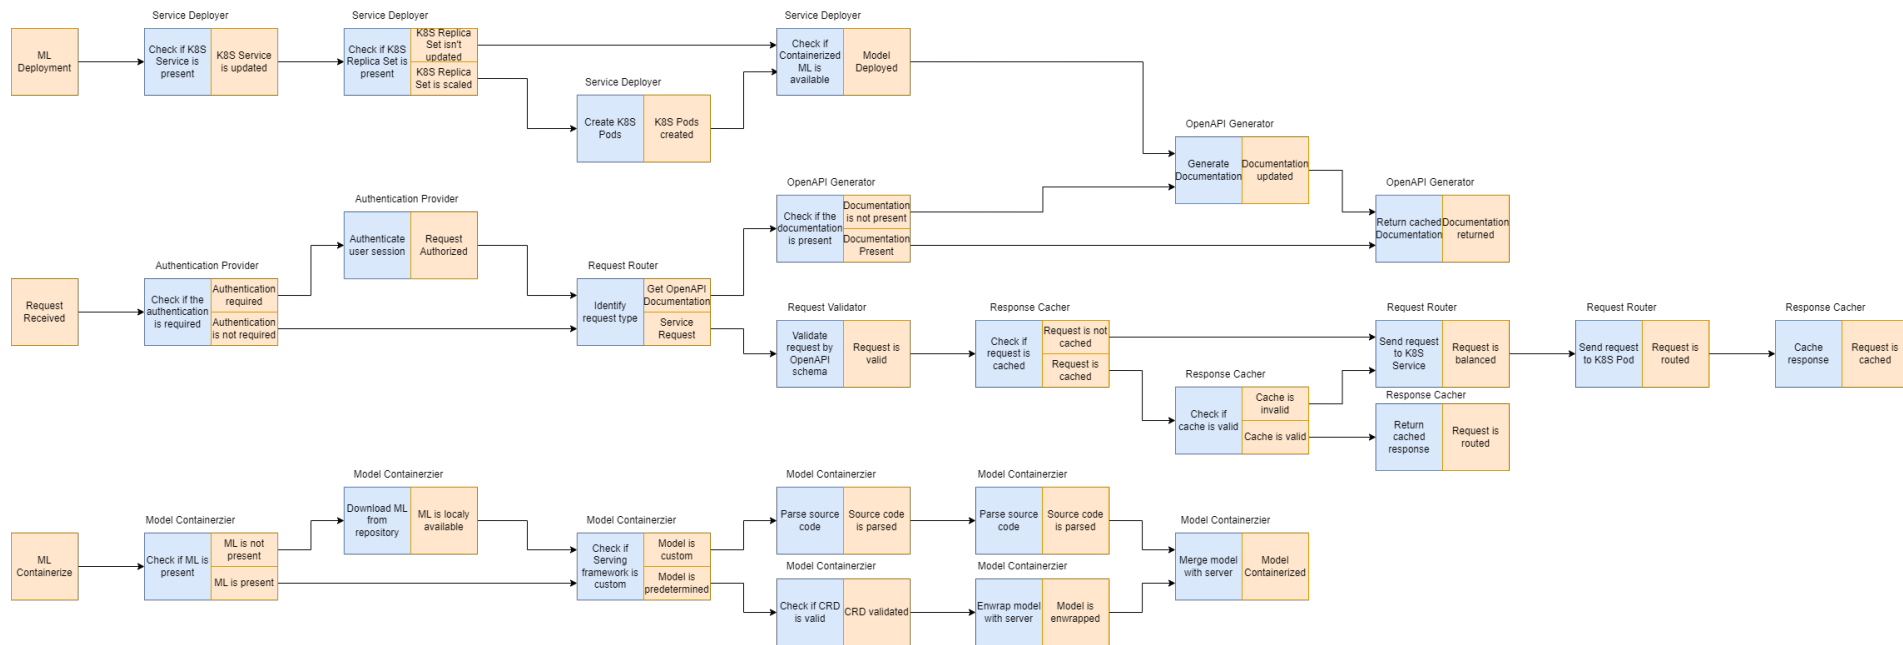 Service Deployer
Service Deployer
Service Deployer
ML
Deployment
Check if K8S
Service is
present
K8S Service
is updated
Check if K8S
Replica Set is
present
K8S Replica
Set isn't
updated
K8S Replica
Set is scaled
Check if
Containerized
ML is
available
Model
Deployed
Service Deployer
Create K8S
Pods
K8S Pods
created
OpenAPI Generator
Generate
Documentation
Documentation
updated
OpenAPI Generator
Check if the
documentation
is present
Documentation
is not present
Documentation
Present
OpenAPI Generator
Return cached
Documentation
Documentation
returned
Authentication Provider
Authenticate
user session
Request
Authorized
Request
Received
Authentication Provider
Check if the
authentication
is required
Authentication
required
Authentication
is not required
Request Router
Identify
request type
Get OpenAPI
Documentation
Service
Request
Request Validator
Validate
request by
OpenAPI
schema
Request is
valid
Response Cacher
Check if
request is
cached
Request is not
cached
Request is
cached
Response Cacher
Check if
cache is valid
Cache is
invalid
Cache is valid
Request Router
Send request
to K8S
Service
Request is
balanced
Response Cacher
Return
cached
response
Request is
routed
Request Router
Send request
to K8S Pod
Request is
routed
Response Cacher
Cache
response
Request is
cached
ML
Containerize
Model Containerzier
Check if ML is
present
ML is not
present
ML is present
Model Containerzier
Download ML
from
repository
ML is localy
available
Model Containerzier
Check if
Serving
framework is
custom
Model is
custom
Model is
predetermined
Model Containerzier
Parse source
code
Source code
is parsed
Model Containerzier
Parse source
code
Source code
is parsed
Model Containerzier
Check if CRD
is valid
CRD validated
Model Containerzier
Enwrap model
with server
Model is
enwrapped
Model Containerzier
Merge model
with server
Model
Containerized